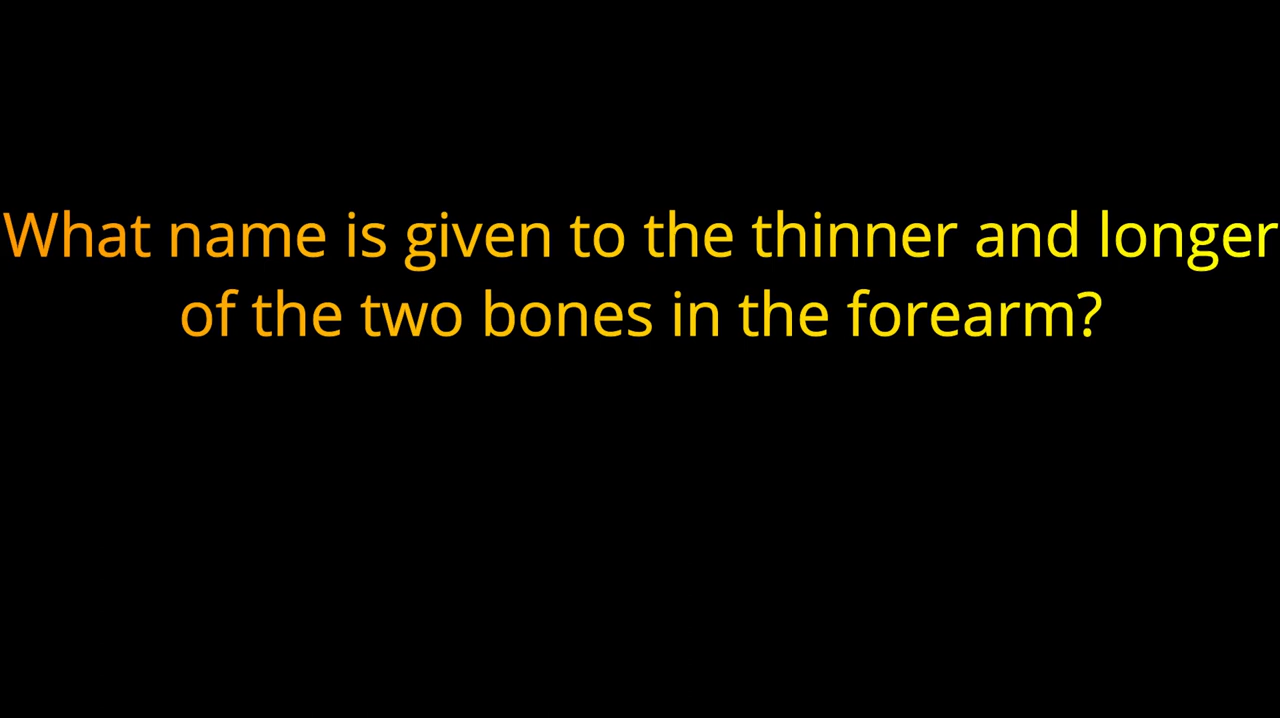 What name is given to the thinner and longer
of the two bones in the forearm?